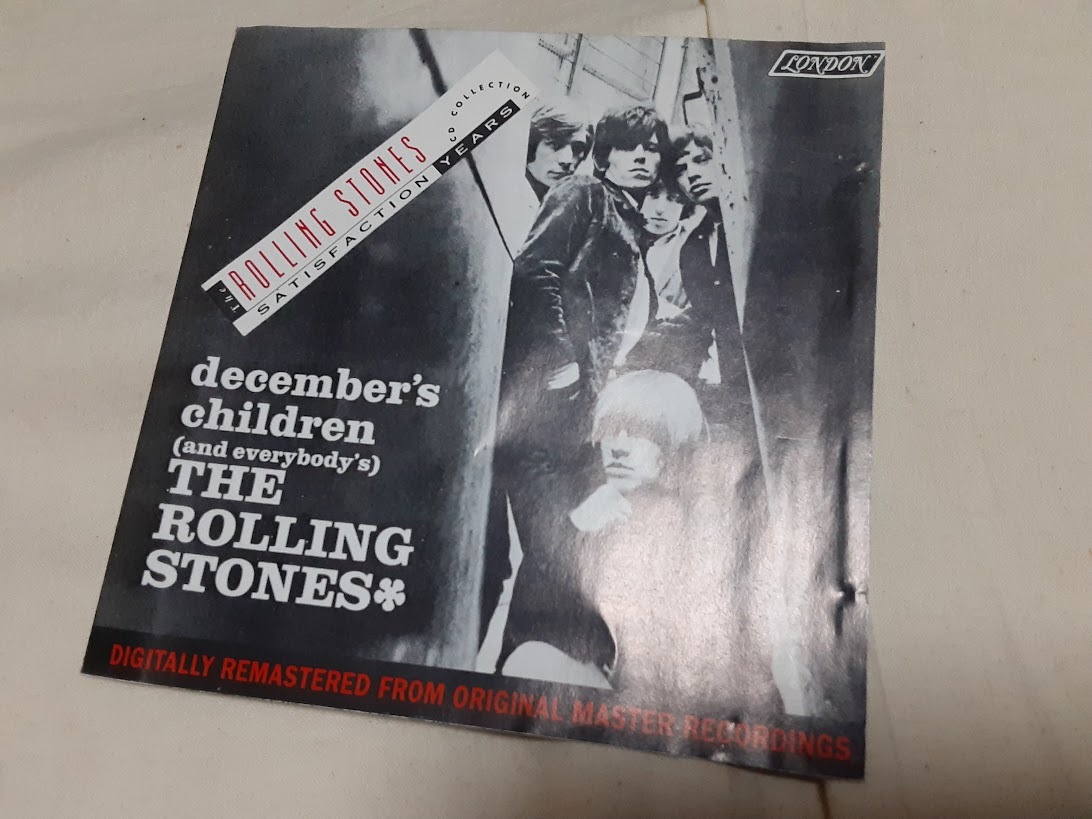 LONDON
The ROLLING STONES CD COLLECTION
SATISFACTION YEARS
december's
children
(and everybody's)
THE
ROLLING
STONES*
DIGITALLY REMASTERED FROM ORIGINAL MASTER RECORDINGS